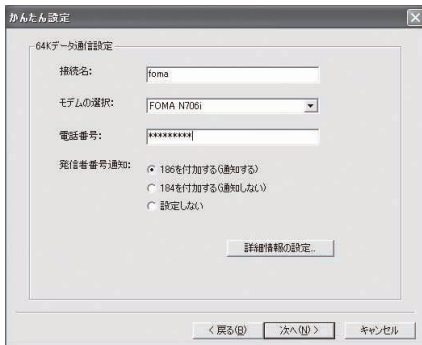 かんたん設定
64Kデータ通信設定
接続名: foma
モデムの選択: FOMA N706i
電話番号: *********
発信者番号通知: 186を付加する(通知する)
184を付加する(通知しない)
設定しない
詳細情報の設定...
< 戻る(B) 次へ(N) > キャンセル